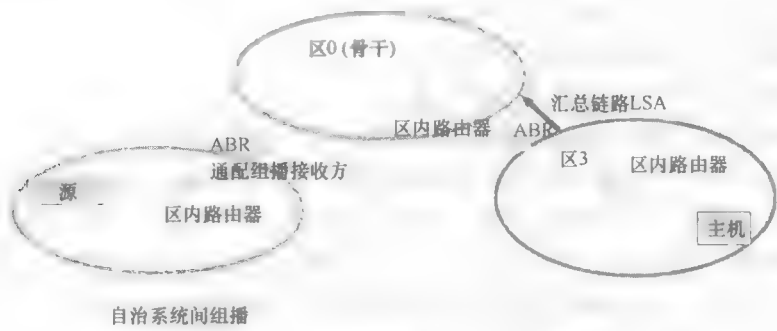 区0(骨干)
汇总链路LSA
区内路由器 ABR
ABR
通配组播接收方
区3 区内路由器
源
区内路由器
主机
自治系统间组播